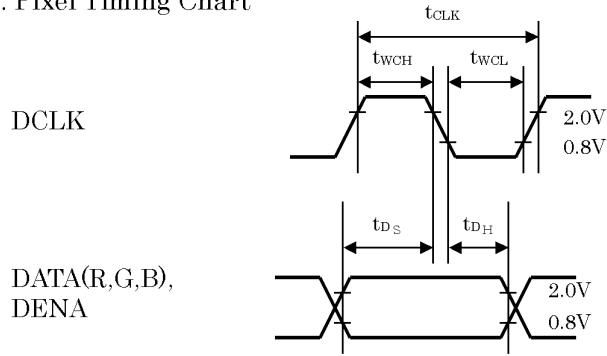 . Pixel Timing Chart
tCLK
tWCH
tWCL
DCLK
2.0V
0.8V
tDS
tDH
DATA(R,G,B),
DENA
2.0V
0.8V